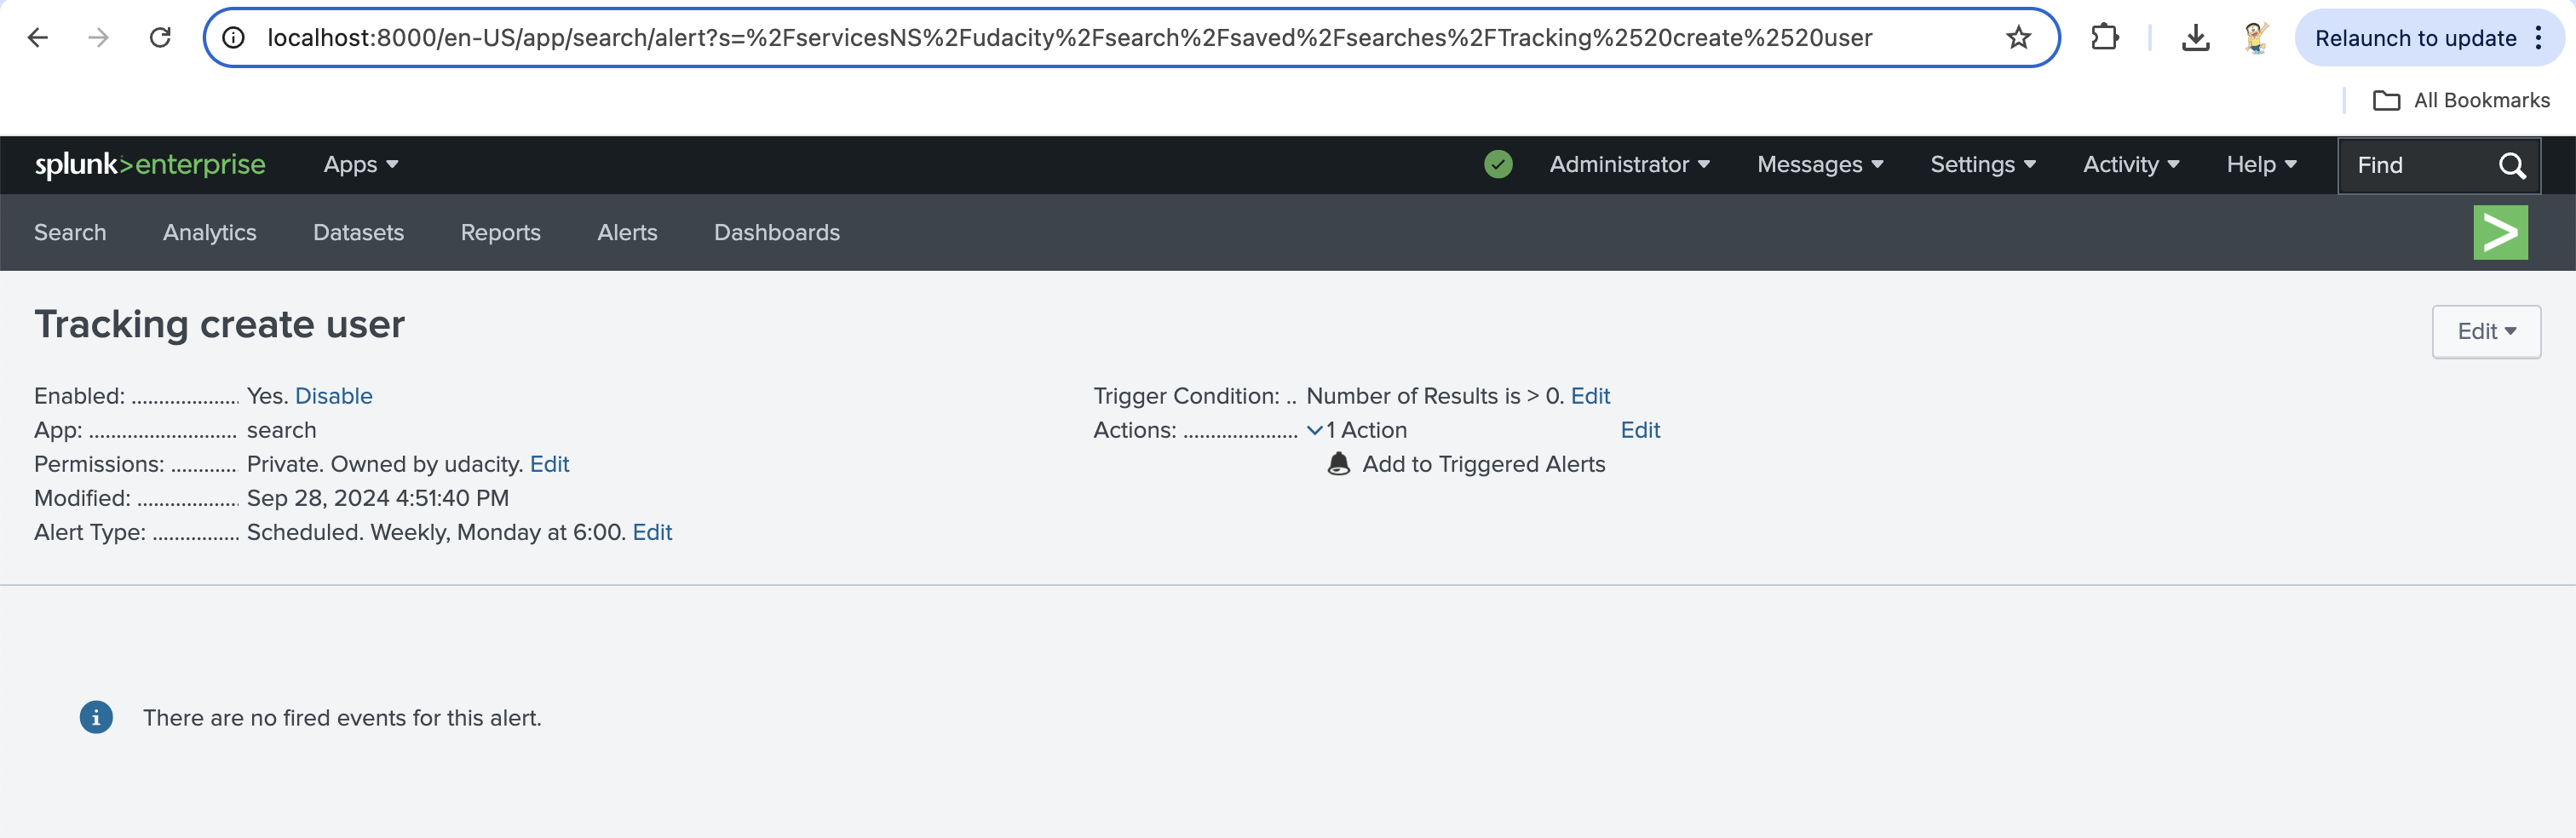 localhost:8000/en-US/app/search/alert?s=%2FservicesNS%2Fudacity%2Fsearch%2Fsaved%2Fsearches%2FTracking%2520create%2520user
Relaunch to update
All Bookmarks
splunk>enterprise Apps Administrator Messages Settings Activity Help Find
Search Analytics Datasets Reports Alerts Dashboards
Tracking create user
Edit
Enabled: ................... Yes. Disable
App: ........................... search
Permissions: ............ Private. Owned by udacity. Edit
Modified: ................... Sep 28, 2024 4:51:40 PM
Alert Type: ................ Scheduled. Weekly, Monday at 6:00. Edit
Trigger Condition: .. Number of Results is > 0. Edit
Actions: ..................... 1 Action Edit
Add to Triggered Alerts
There are no fired events for this alert.